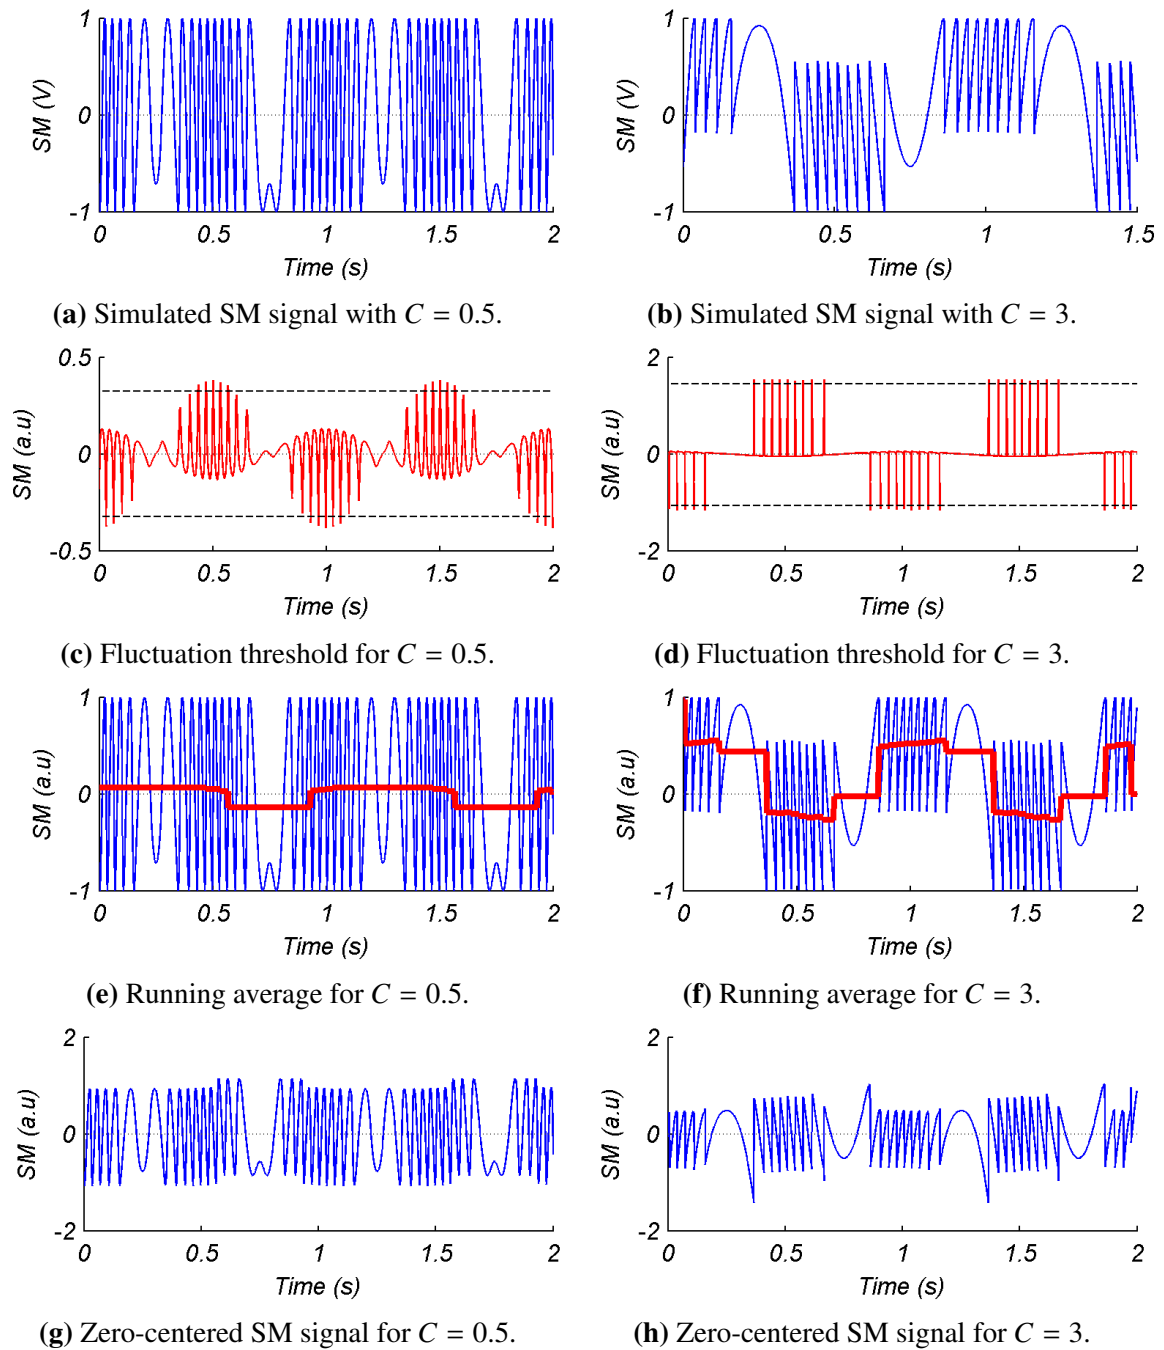 1
0
-1
SM (V)
0 0.5 1 1.5 2
Time (s)
(a) Simulated SM signal with C = 0.5.
1
0
-1
SM (V)
0 0.5 1 1.5
Time (s)
(b) Simulated SM signal with C = 3.
0.5
0
-0.5
SM (a.u)
0 0.5 1 1.5 2
Time (s)
(c) Fluctuation threshold for C = 0.5.
2
0
-2
SM (a.u)
0 0.5 1 1.5 2
Time (s)
(d) Fluctuation threshold for C = 3.
1
0
-1
SM (a.u)
0 0.5 1 1.5 2
Time (s)
(e) Running average for C = 0.5.
1
0
-1
SM (a.u)
0 0.5 1 1.5 2
Time (s)
(f) Running average for C = 3.
2
0
-2
SM (a.u)
0 0.5 1 1.5 2
Time (s)
(g) Zero-centered SM signal for C = 0.5.
2
0
-2
SM (a.u)
0 0.5 1 1.5 2
Time (s)
(h) Zero-centered SM signal for C = 3.